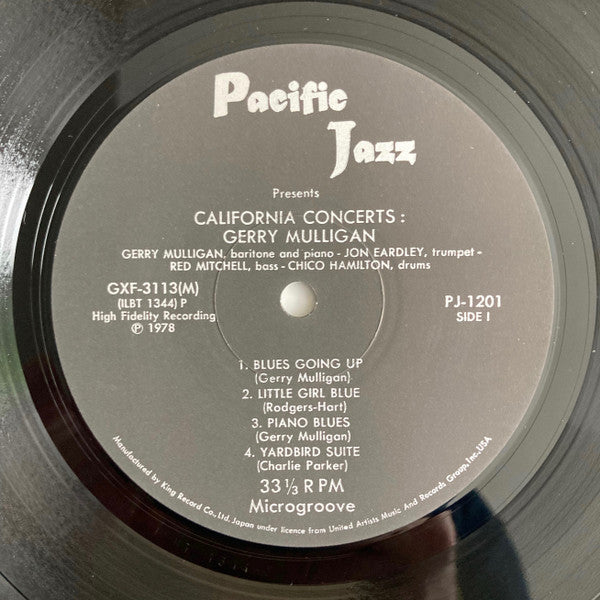 Pacific
Jazz
Presents
CALIFORNIA CONCERTS :
GERRY MULLIGAN
GERRY MULLIGAN, baritone and piano - JON EARDLEY, trumpet -
RED MITCHELL, bass - CHICO HAMILTON, drums
GXF-3113(M)
(ILBT 1344) P
High Fidelity Recording
℗ 1978
PJ-1201
SIDE I
1. BLUES GOING UP
(Gerry Mulligan)
2. LITTLE GIRL BLUE
(Rodgers-Hart)
3. PIANO BLUES
(Gerry Mulligan)
4. YARDBIRD SUITE
(Charlie Parker)
33 ⅓ RPM
Microgroove
Manufactured by King Record Co., Ltd. Japan under licence from United Artists Music And Records Group, Inc. USA